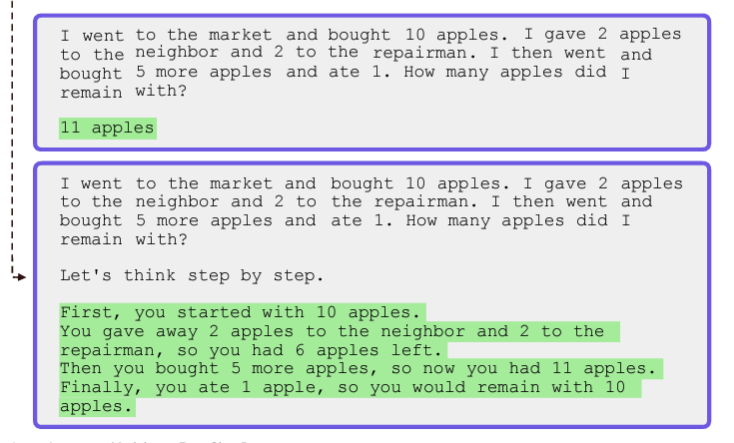 I went to the market and bought 10 apples. I gave 2 apples
to the neighbor and 2 to the repairman. I then went and
bought 5 more apples and ate 1. How many apples did I
remain with?
11 apples
I went to the market and bought 10 apples. I gave 2 apples
to the neighbor and 2 to the repairman. I then went and
bought 5 more apples and ate 1. How many apples did I
remain with?
Let's think step by step.
First, you started with 10 apples.
You gave away 2 apples to the neighbor and 2 to the
repairman, so you had 6 apples left.
Then you bought 5 more apples, so now you had 11 apples.
Finally, you ate 1 apple, so you would remain with 10
apples.